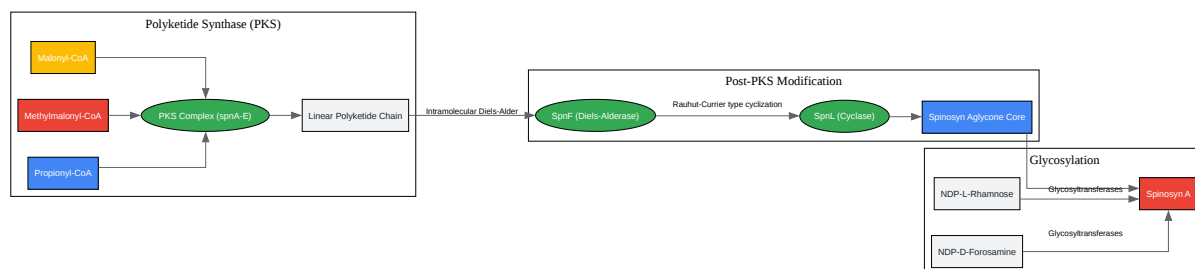 Polyketide Synthase (PKS)
Malonyl-CoA
Methylmalonyl-CoA
PKS Complex (spnA-E)
Linear Polyketide Chain
Propionyl-CoA
Intramolecular Diels-Alder
Post-PKS Modification
SpnF (Diels-Alderase)
Rauhut-Currier type cyclization
SpnL (Cyclase)
Spinosyn Aglycone Core
Glycosylation
NDP-L-Rhamnose
Glycosyltransferases
Spinosyn A
NDP-D-Forosamine
Glycosyltransferases